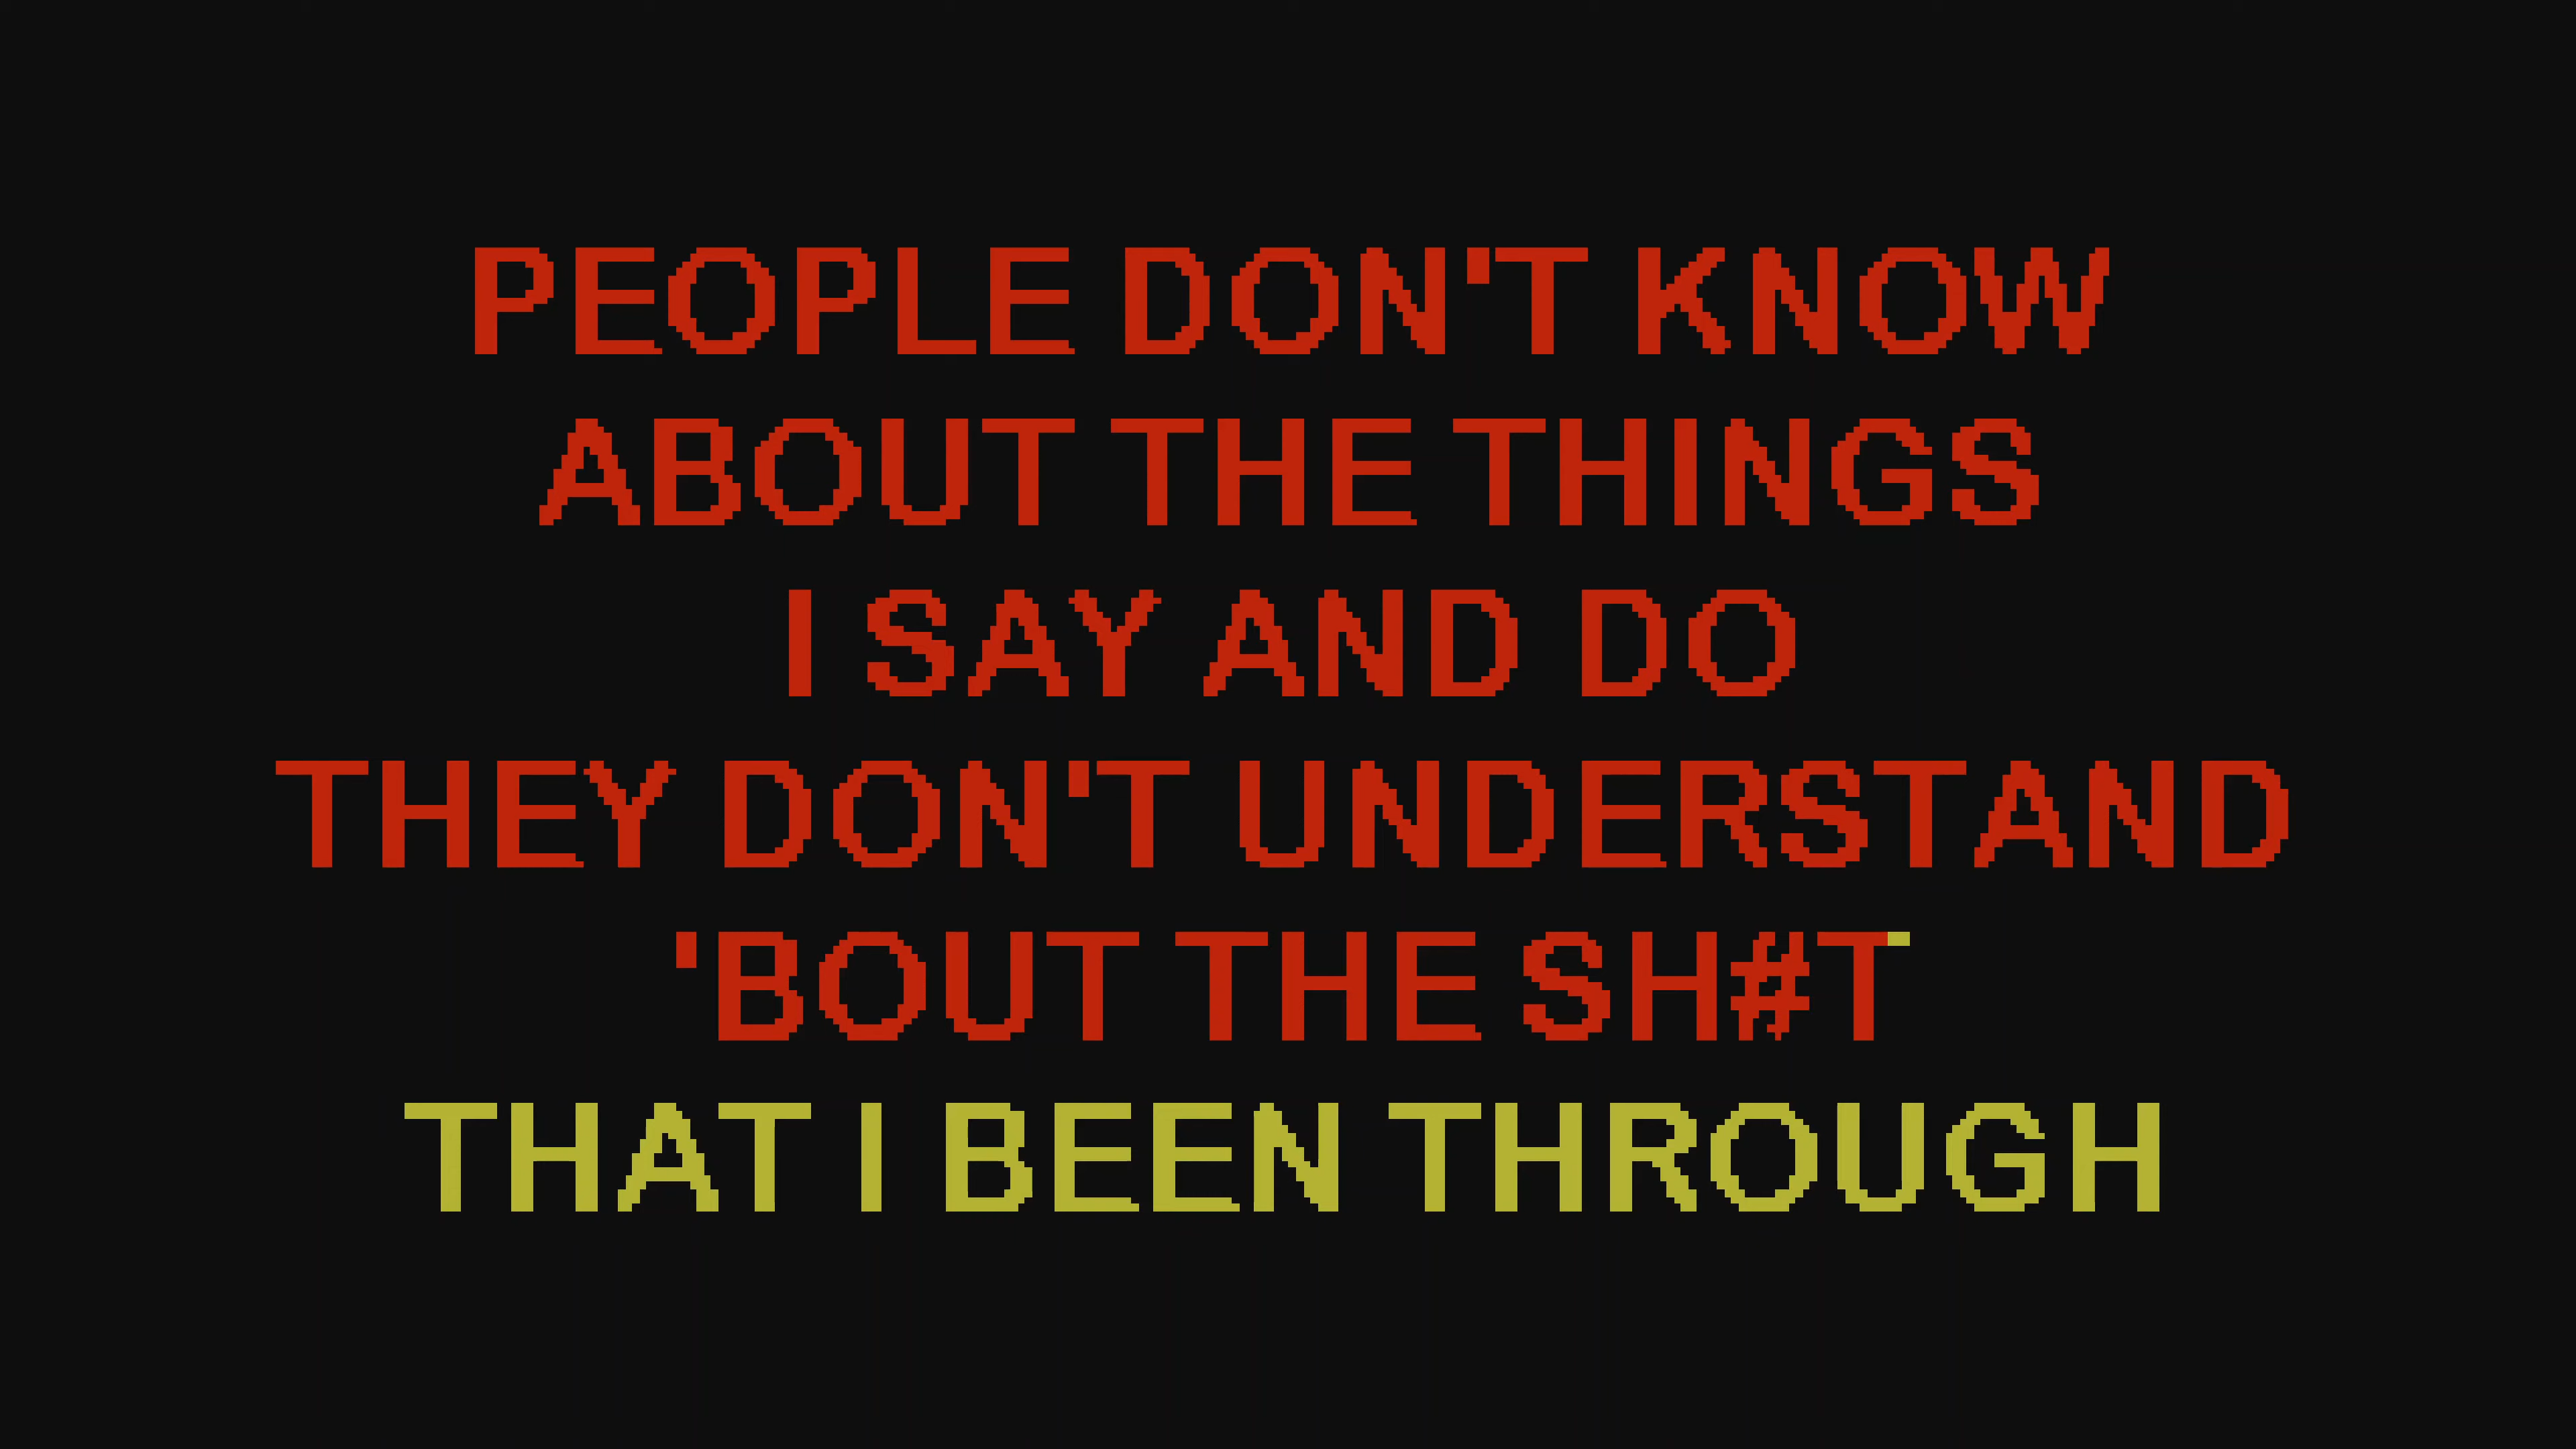 PEOPLE DON'T KNOW
ABOUT THE THINGS
I SAY AND DO
THEY DON'T UNDERSTAND
'BOUT THE SH#T
THAT I BEEN THROUGH